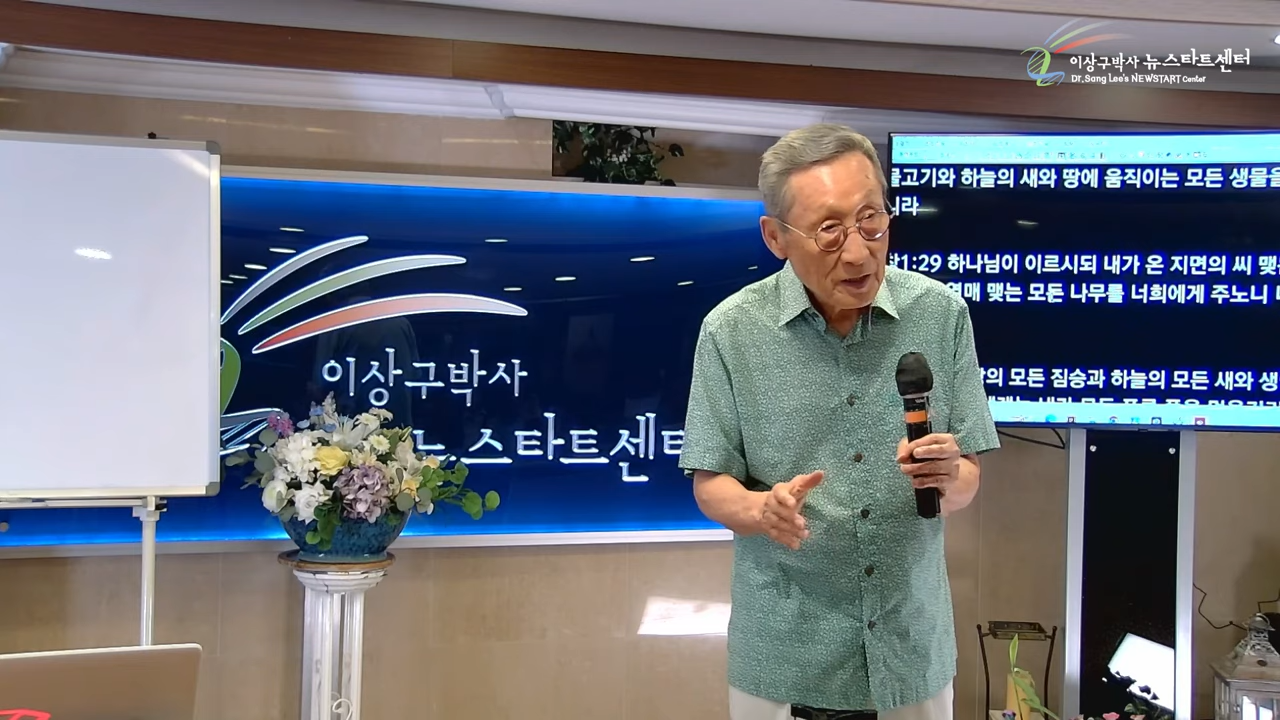 이상구박사 뉴스타트센터
Dr. Sang Lee's NEWSTART Center
물고기와 하늘의 새와 땅에 움직이는 모든 생물을
니라
1:29 하나님이 이르시되 내가 온 지면의 씨 맺는
열매 맺는 모든 나무를 너희에게 주노니
의 모든 짐승과 하늘의 모든 새와 생
이상구박사
뉴스타트센터